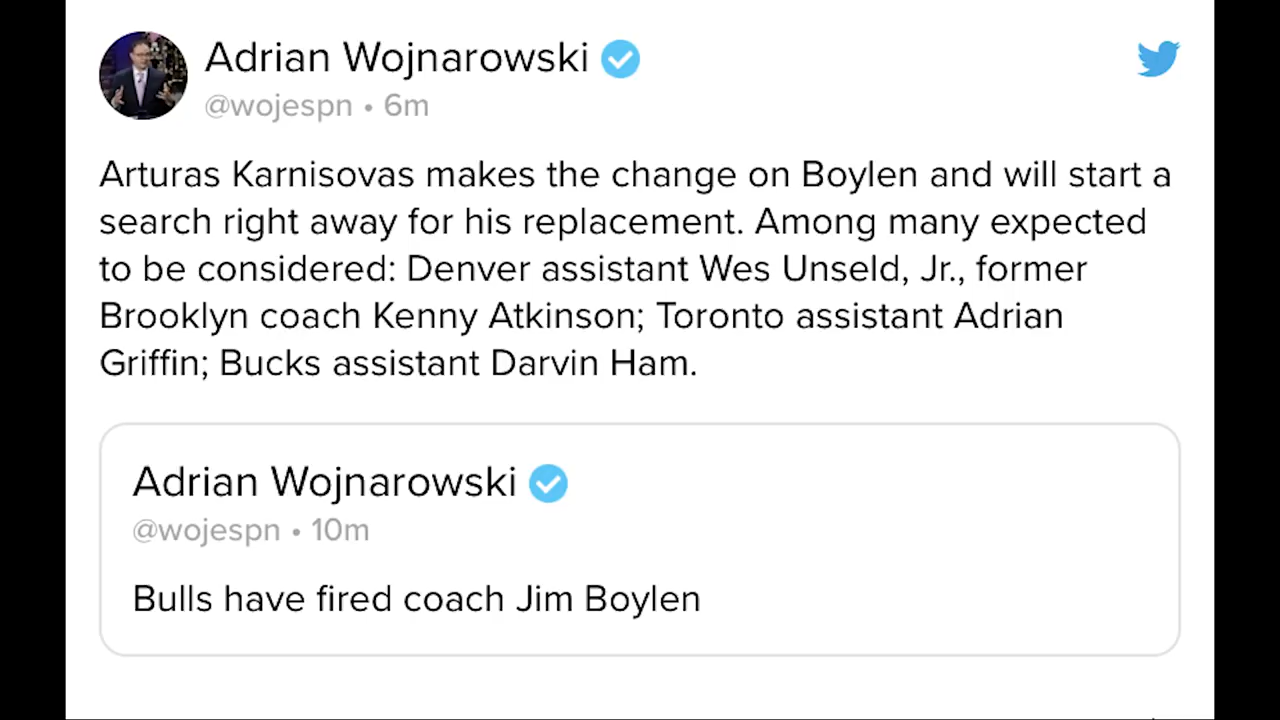 Adrian Wojnarowski
@wojespn • 6m
Arturas Karnisovas makes the change on Boylen and will start a
search right away for his replacement. Among many expected
to be considered: Denver assistant Wes Unseld, Jr., former
Brooklyn coach Kenny Atkinson; Toronto assistant Adrian
Griffin; Bucks assistant Darvin Ham.
Adrian Wojnarowski
@wojespn • 10m
Bulls have fired coach Jim Boylen